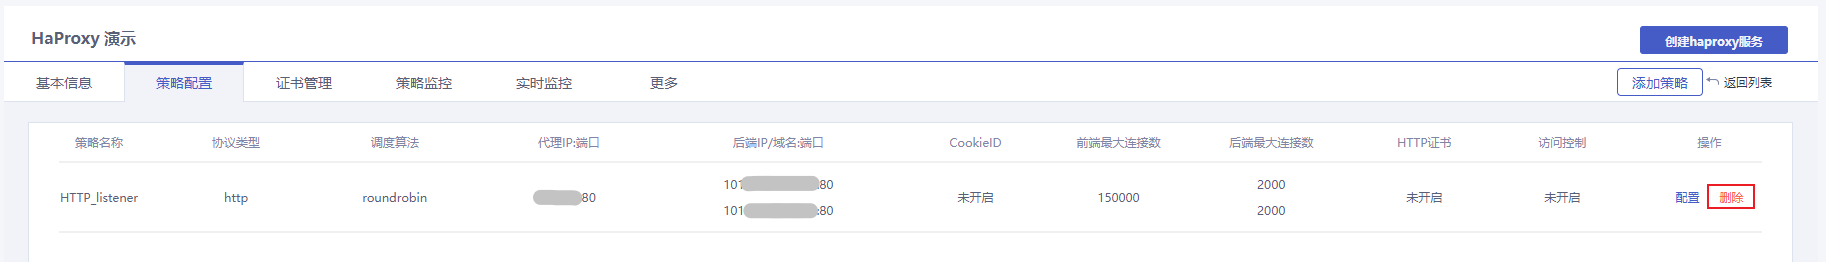 HaProxy 演示
创建haproxy服务
基本信息 策略配置 证书管理 策略监控 实时监控 更多 添加策略 返回列表
策略名称 协议类型 调度算法 代理IP:端口 后端IP/域名:端口 CookieID 前端最大连接数 后端最大连接数 HTTP证书 访问控制 操作
101 :80 2000
HTTP_listener http roundrobin 80 未开启 150000 未开启 未开启 配置 删除
101 :80 2000